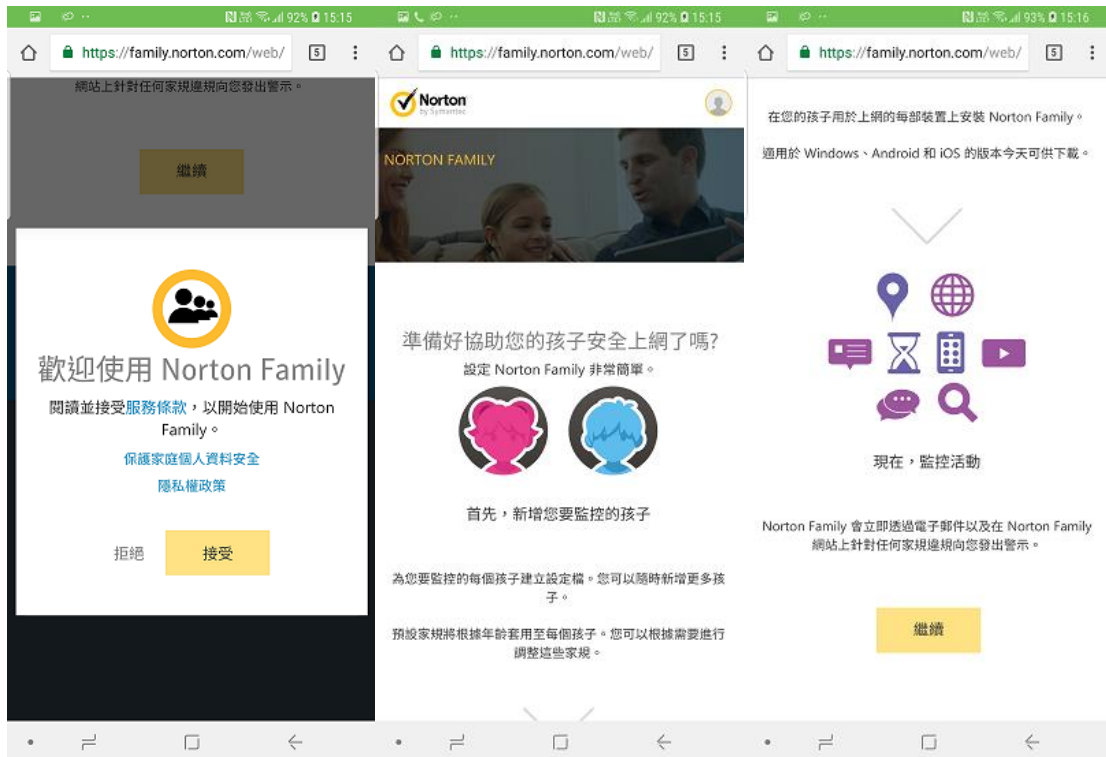 92% 15:15
https://family.norton.com/web/
5
網站上針對任何家規違規向您發出警示。
繼續
歡迎使用 Norton Family
閱讀並接受服務條款,以開始使用 Norton
Family。
保護家庭個人資料安全
隱私權政策
拒絕
接受
92% 15:15
https://family.norton.com/web/
5
Norton
by Symantec
NORTON FAMILY
準備好協助您的孩子安全上網了嗎?
設定 Norton Family 非常簡單。
首先,新增您要監控的孩子
為您要監控的每個孩子建立設定檔。您可以隨時新增更多孩
子。
預設家規將根據年齡套用至每個孩子。您可以根據需要進行
調整這些家規。
93% 15:16
https://family.norton.com/web/
5
在您的孩子用於上網的每部裝置上安裝 Norton Family。
適用於 Windows、Android 和 iOS 的版本今天可供下載。
現在,監控活動
Norton Family 會立即透過電子郵件以及在 Norton Family
網站上針對任何家規違規向您發出警示。
繼續